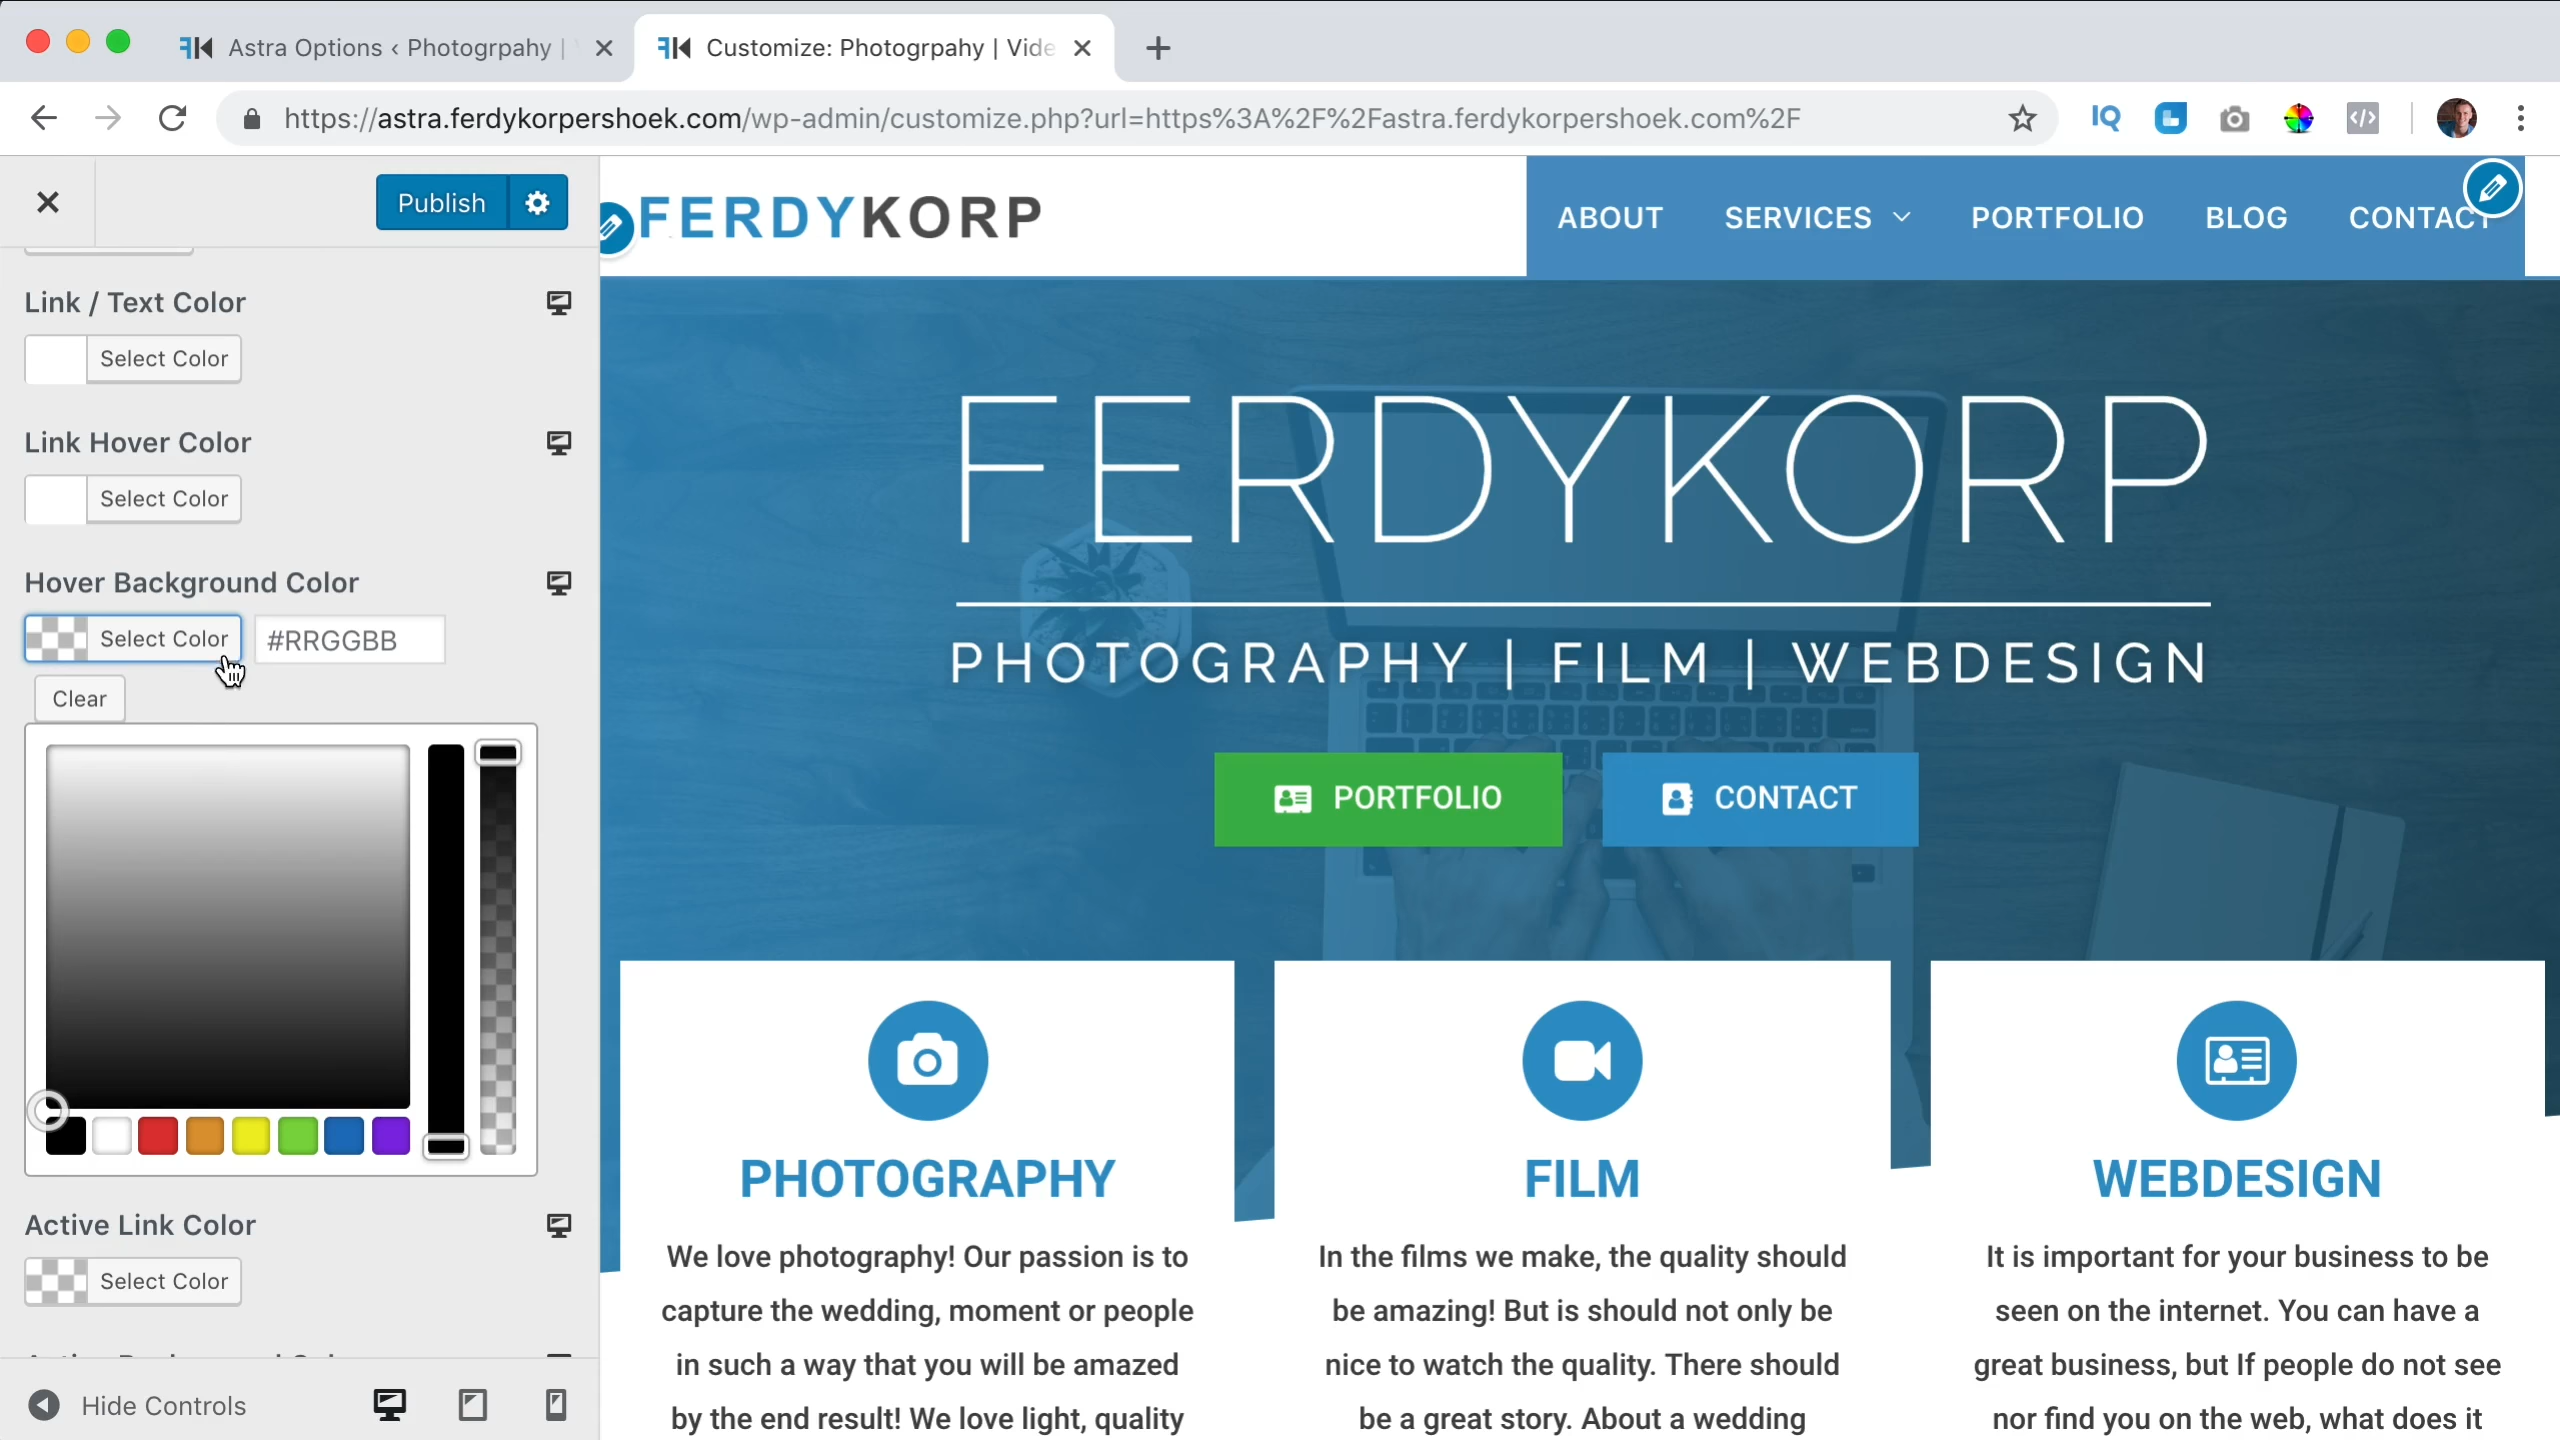 Astra Options ‹ Photogrpahy |
Customize: Photogrpahy | Vide
https://astra.ferdykorpershoek.com/wp-admin/customize.php?url=https%3A%2F%2Fastra.ferdykorpershoek.com%2F
IQ
Publish
FERDYKORP
ABOUT
SERVICES
PORTFOLIO
BLOG
CONTACT
Link / Text Color
Select Color
Link Hover Color
Select Color
Hover Background Color
Select Color
#RRGGBB
Clear
Active Link Color
Select Color
Hide Controls
FERDYKORP
PHOTOGRAPHY | FILM | WEBDESIGN
PORTFOLIO
CONTACT
PHOTOGRAPHY
We love photography! Our passion is to
capture the wedding, moment or people
in such a way that you will be amazed
by the end result! We love light, quality
FILM
In the films we make, the quality should
be amazing! But is should not only be
nice to watch the quality. There should
be a great story. About a wedding
WEBDESIGN
It is important for your business to be
seen on the internet. You can have a
great business, but If people do not see
nor find you on the web, what does it